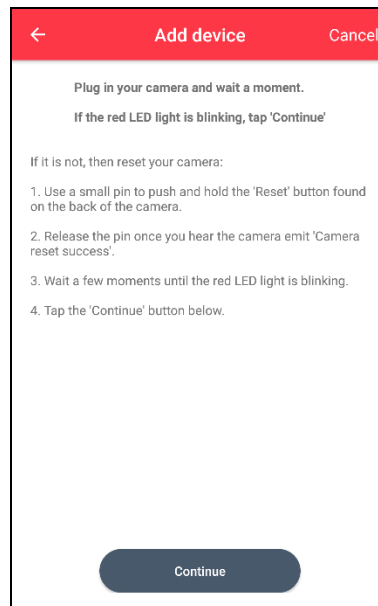 Add device
Cancel
Plug in your camera and wait a moment.
If the red LED light is blinking, tap 'Continue'
If it is not, then reset your camera:
1. Use a small pin to push and hold the 'Reset' button found
on the back of the camera.
2. Release the pin once you hear the camera emit 'Camera
reset success'.
3. Wait a few moments until the red LED light is blinking.
4. Tap the 'Continue' button below.
Continue